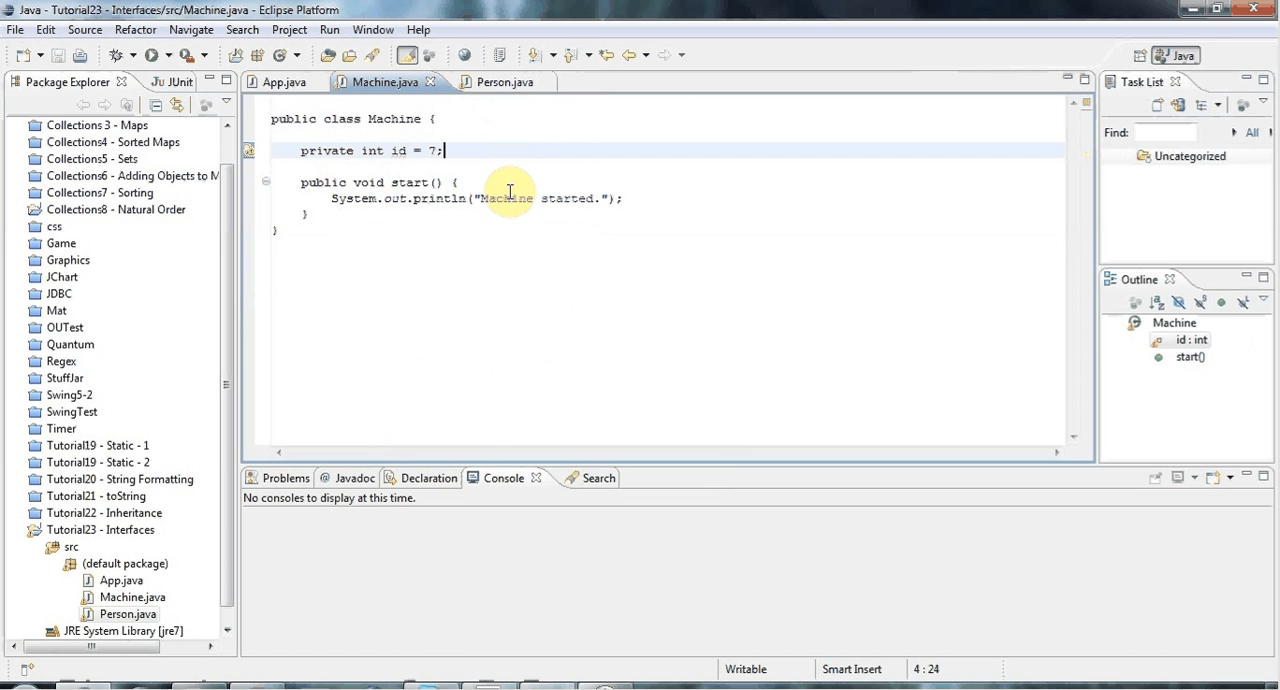 Java - Tutorial23 - Interfaces/src/Machine.java - Eclipse Platform
File Edit Source Refactor Navigate Search Project Run Window Help
Java
Package Explorer
JUnit
Collections 3 - Maps
Collections4 - Sorted Maps
Collections5 - Sets
Collections6 - Adding Objects to M
Collections7 - Sorting
Collections8 - Natural Order
css
Game
Graphics
JChart
JDBC
Mat
OUTest
Quantum
Regex
StuffJar
Swing5-2
SwingTest
Timer
Tutorial19 - Static - 1
Tutorial19 - Static - 2
Tutorial20 - String Formatting
Tutorial21 - toString
Tutorial22 - Inheritance
Tutorial23 - Interfaces
src
(default package)
App.java
Machine.java
Person.java
JRE System Library [jre7]
App.java Machine.java Person.java
public class Machine {
private int id = 7;
public void start() {
System.out.println("Machine started.");
}
}
Task List
Find: All
Uncategorized
Outline
Machine
id : int
start()
Problems Javadoc Declaration Console Search
No consoles to display at this time.
Writable Smart Insert 4 : 24